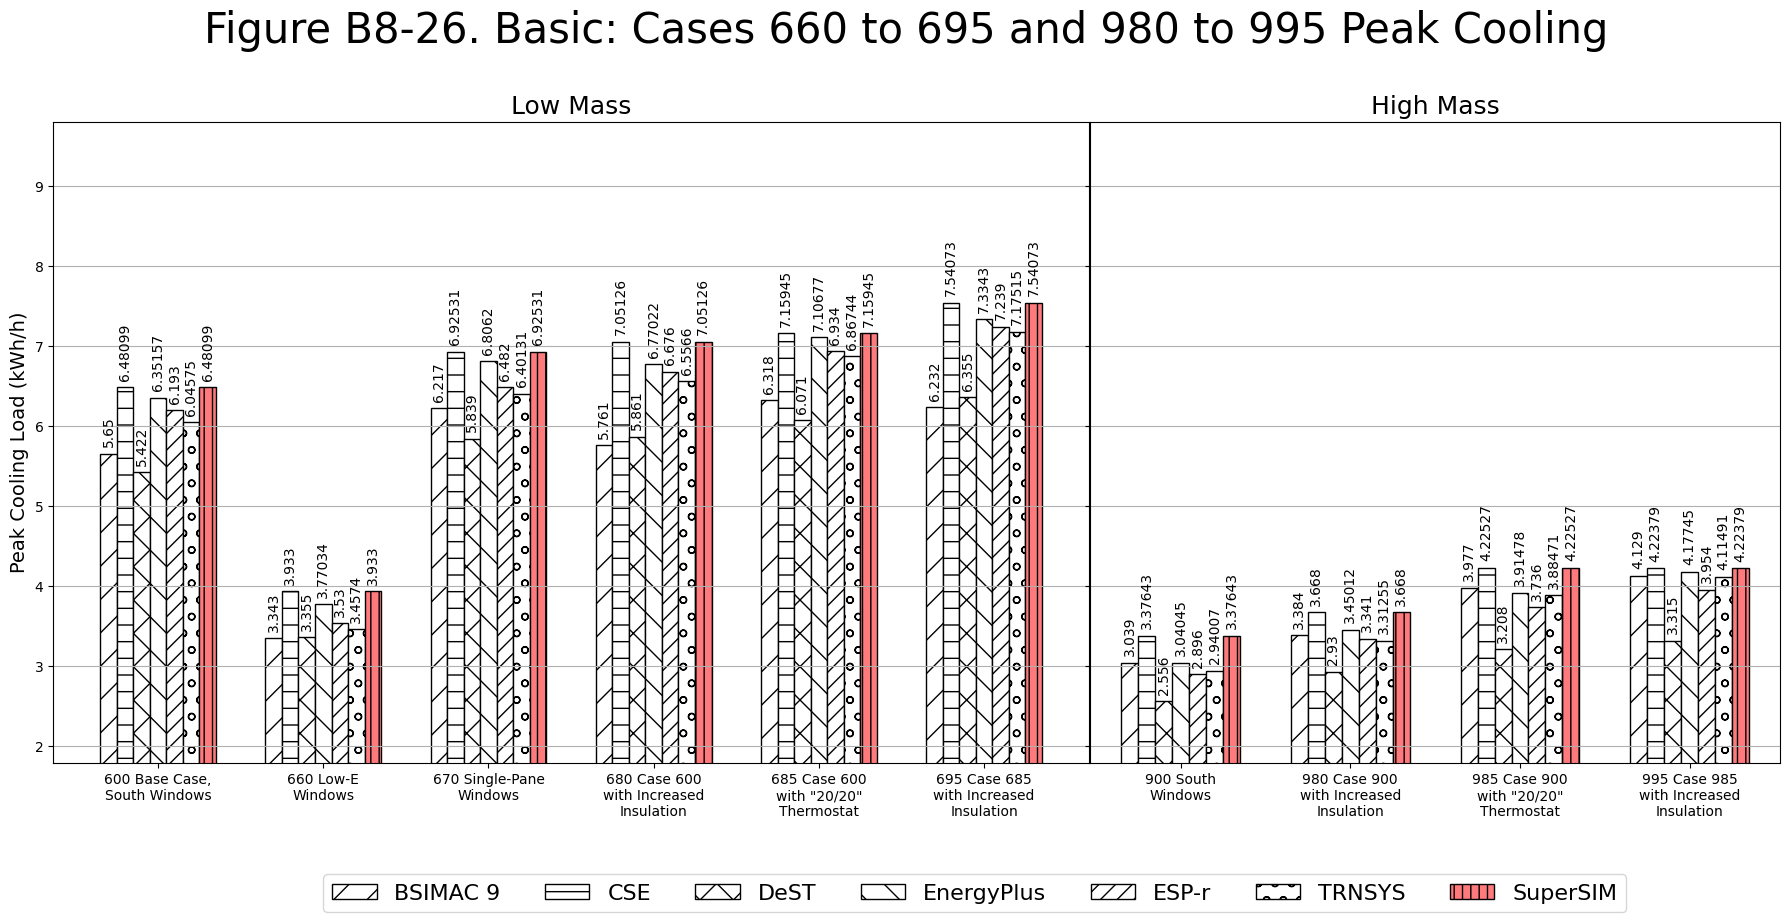 Figure B8-26. Basic: Cases 660 to 695 and 980 to 995 Peak Cooling
Low Mass
High Mass
Peak Cooling Load (kWh/h)
9
8
7
6
5
4
3
2
5.65
6.48099
5.422
6.35157
6.193
6.04575
6.48099
3.343
3.933
3.355
3.77034
3.53
3.4574
3.933
6.217
6.92531
5.839
6.8062
6.482
6.40131
6.92531
5.761
7.05126
5.861
6.77022
6.676
6.5566
7.05126
6.318
7.15945
6.071
7.10677
6.934
6.86744
7.15945
6.232
7.54073
6.355
7.3343
7.239
7.17515
7.54073
3.039
3.37643
2.556
3.04045
2.896
2.94007
3.37643
3.384
3.668
2.93
3.45012
3.341
3.31255
3.668
3.977
4.22527
3.208
3.91478
3.736
3.88471
4.22527
4.129
4.22379
3.315
4.17745
3.954
4.11491
4.22379
600 Base Case,
South Windows
660 Low-E
Windows
670 Single-Pane
Windows
680 Case 600
with Increased
Insulation
685 Case 600
with "20/20"
Thermostat
695 Case 685
with Increased
Insulation
900 South
Windows
980 Case 900
with Increased
Insulation
985 Case 900
with "20/20"
Thermostat
995 Case 985
with Increased
Insulation
BSIMAC 9
CSE
DeST
EnergyPlus
ESP-r
TRNSYS
SuperSIM